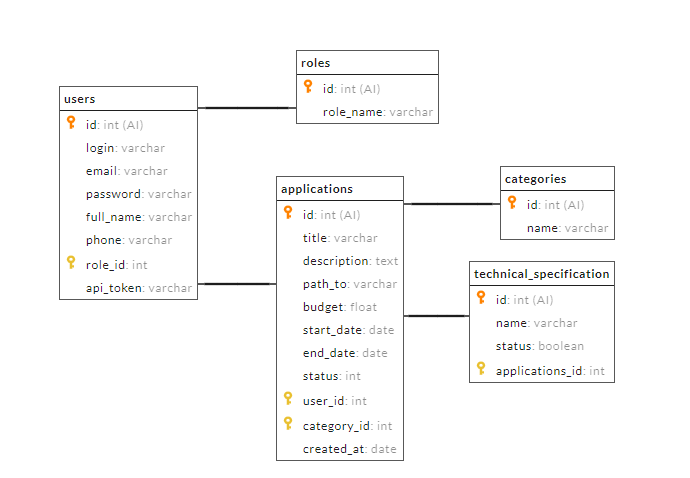 users
id: int (AI)
login: varchar
email: varchar
password: varchar
full_name: varchar
phone: varchar
role_id: int
api_token: varchar
roles
id: int (AI)
role_name: varchar
applications
id: int (AI)
title: varchar
description: text
path_to: varchar
budget: float
start_date: date
end_date: date
status: int
user_id: int
category_id: int
created_at: date
categories
id: int (AI)
name: varchar
technical_specification
id: int (AI)
name: varchar
status: boolean
applications_id: int